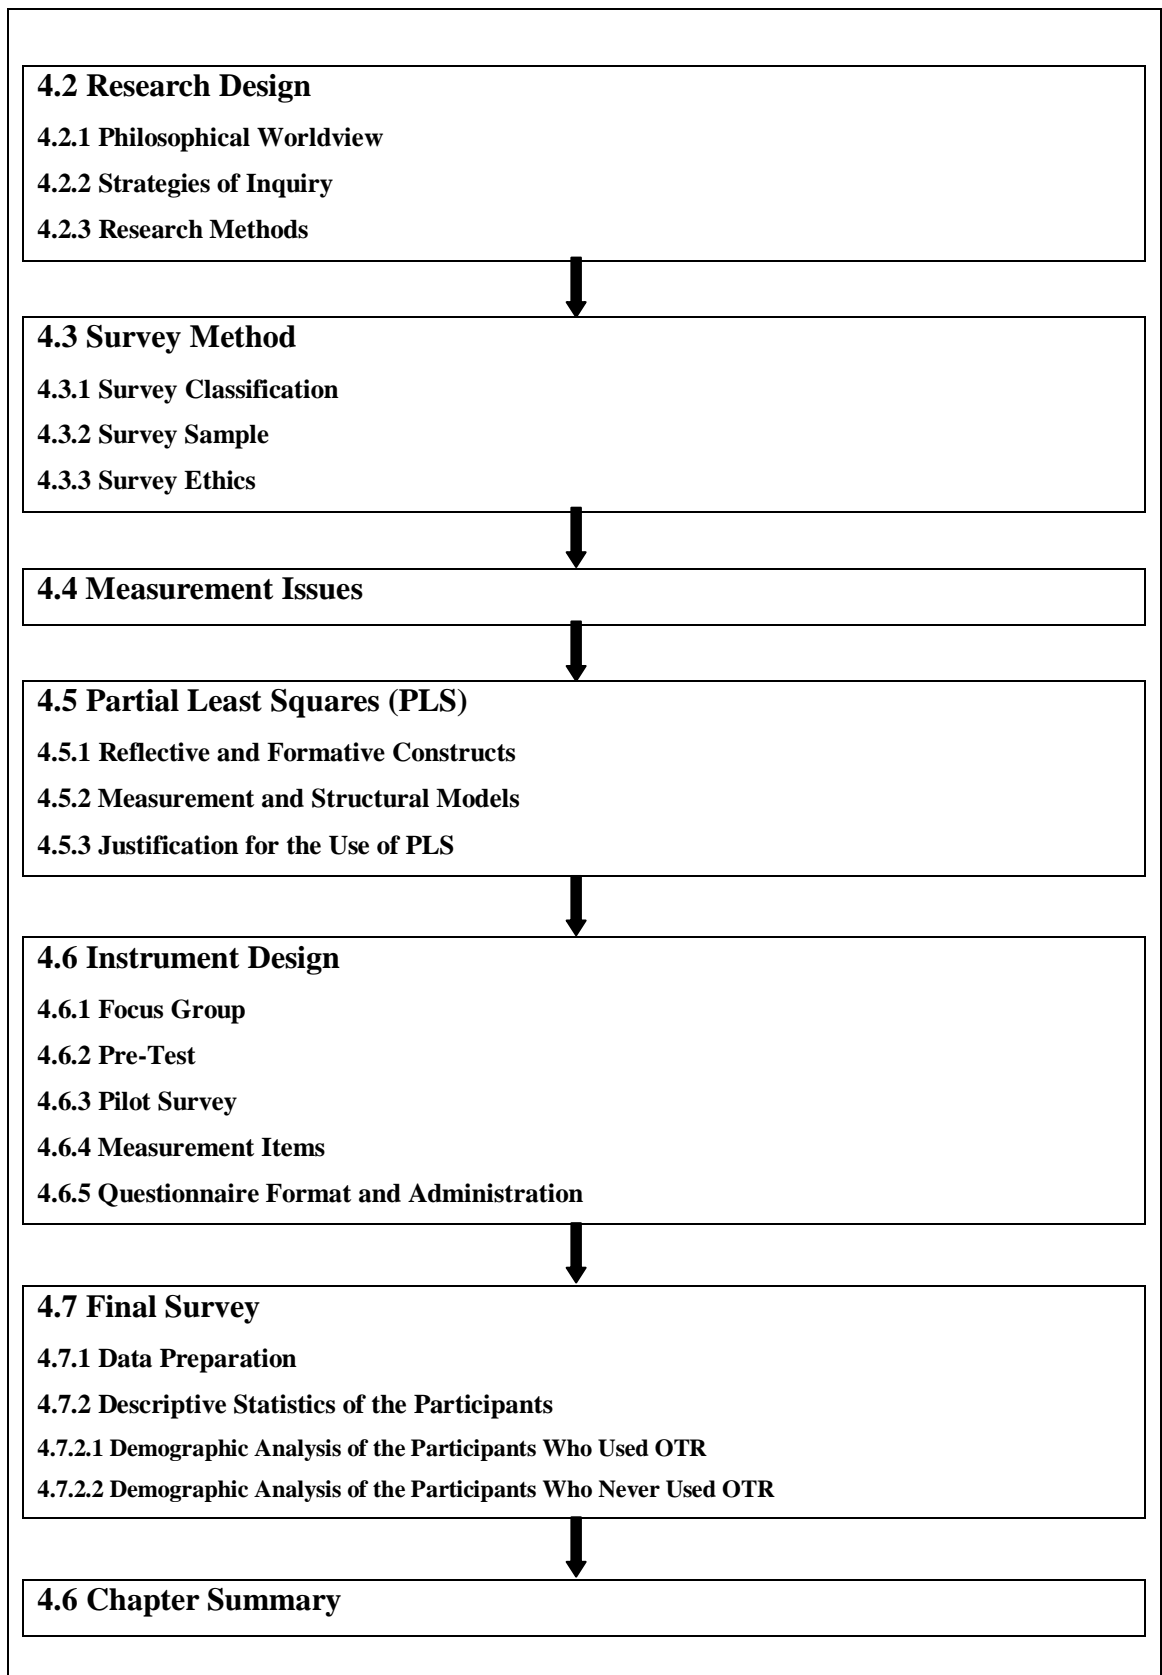 4.2 Research Design
4.2.1 Philosophical Worldview
4.2.2 Strategies of Inquiry
4.2.3 Research Methods
4.3 Survey Method
4.3.1 Survey Classification
4.3.2 Survey Sample
4.3.3 Survey Ethics
4.4 Measurement Issues
4.5 Partial Least Squares (PLS)
4.5.1 Reflective and Formative Constructs
4.5.2 Measurement and Structural Models
4.5.3 Justification for the Use of PLS
4.6 Instrument Design
4.6.1 Focus Group
4.6.2 Pre-Test
4.6.3 Pilot Survey
4.6.4 Measurement Items
4.6.5 Questionnaire Format and Administration
4.7 Final Survey
4.7.1 Data Preparation
4.7.2 Descriptive Statistics of the Participants
4.7.2.1 Demographic Analysis of the Participants Who Used OTR
4.7.2.2 Demographic Analysis of the Participants Who Never Used OTR
4.6 Chapter Summary